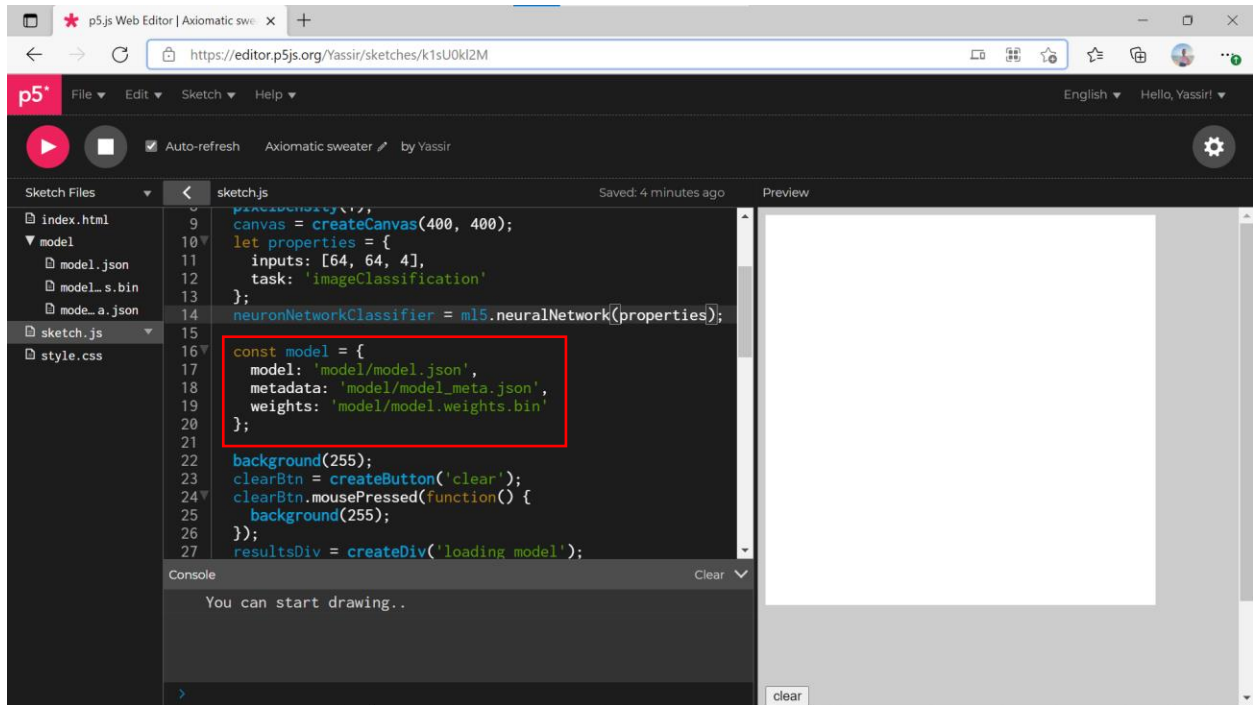 p5.js Web Editor | Axiomatic swe
https://editor.p5js.org/Yassir/sketches/k1sU0kl2M
p5* File Edit Sketch Help English Hello, Yassir!
Auto-refresh Axiomatic sweater by Yassir
Sketch Files sketch.js Saved: 4 minutes ago Preview
index.html
model
model.json
model… s.bin
mode… a.json
sketch.js
style.css
8 pixelDensity(1);
9 canvas = createCanvas(400, 400);
10 let properties = {
11 inputs: [64, 64, 4],
12 task: 'imageClassification'
13 };
14 neuronNetworkClassifier = ml5.neuralNetwork(properties);
15
16 const model = {
17 model: 'model/model.json',
18 metadata: 'model/model_meta.json',
19 weights: 'model/model.weights.bin'
20 };
21
22 background(255);
23 clearBtn = createButton('clear');
24 clearBtn.mousePressed(function() {
25 background(255);
26 });
27 resultsDiv = createDiv('loading model');
Console Clear
You can start drawing..
>
clear